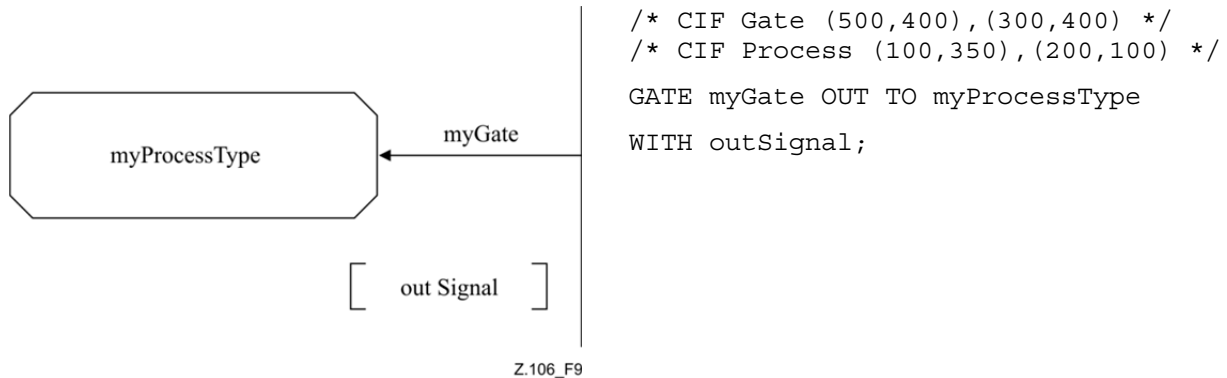 myProcessType
myGate
out Signal
Z.106_F9
/* CIF Gate (500,400),(300,400) */
/* CIF Process (100,350),(200,100) */
GATE myGate OUT TO myProcessType
WITH outSignal;